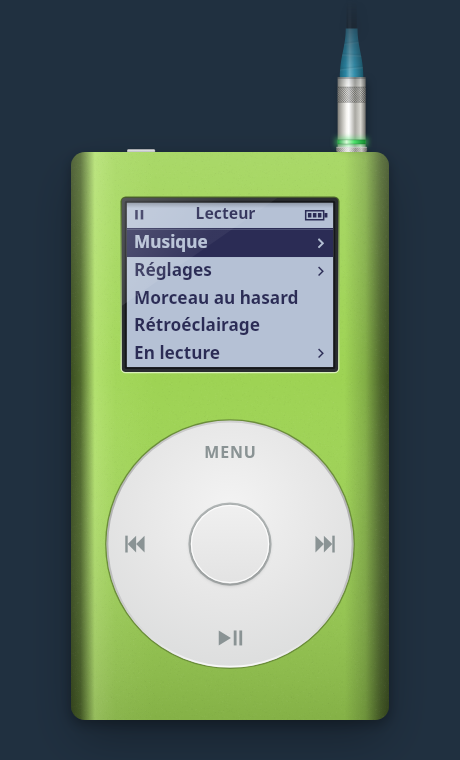 Lecteur
Musique
Réglages
Morceau au hasard
Rétroéclairage
En lecture
MENU